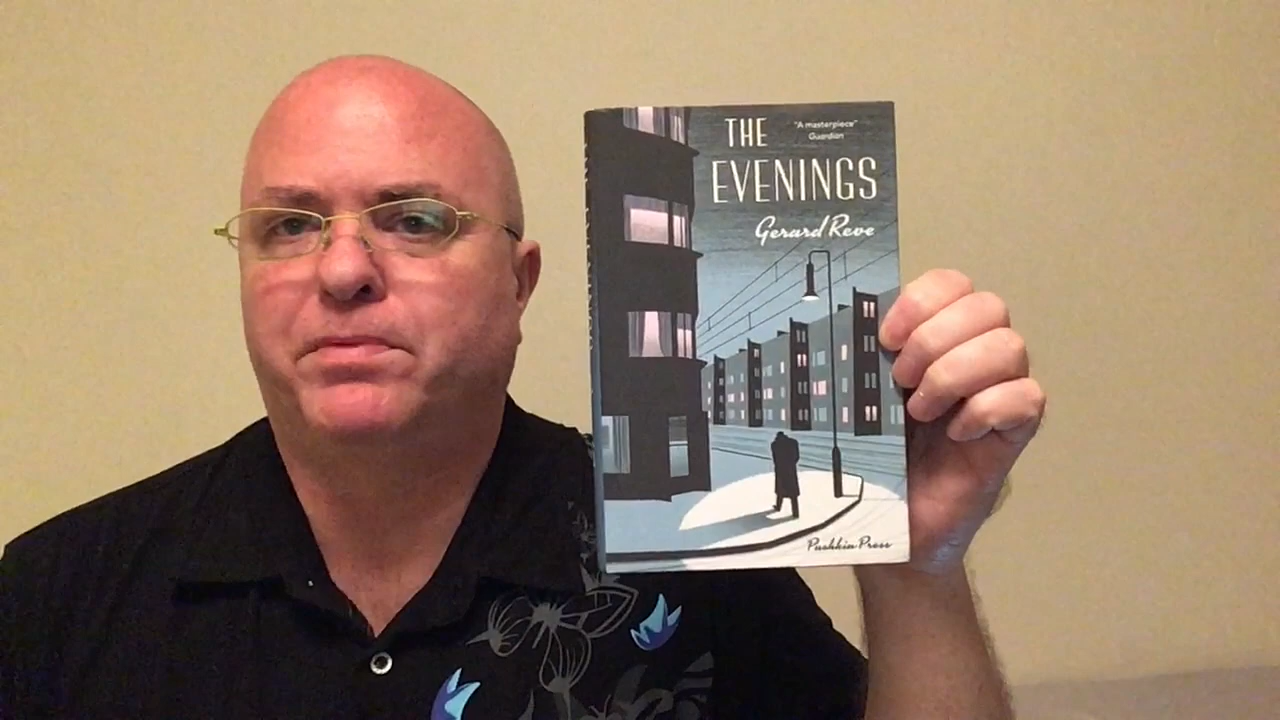 THE
EVENINGS
"A masterpiece"
Guardian
Gerard Reve
Pushkin Press